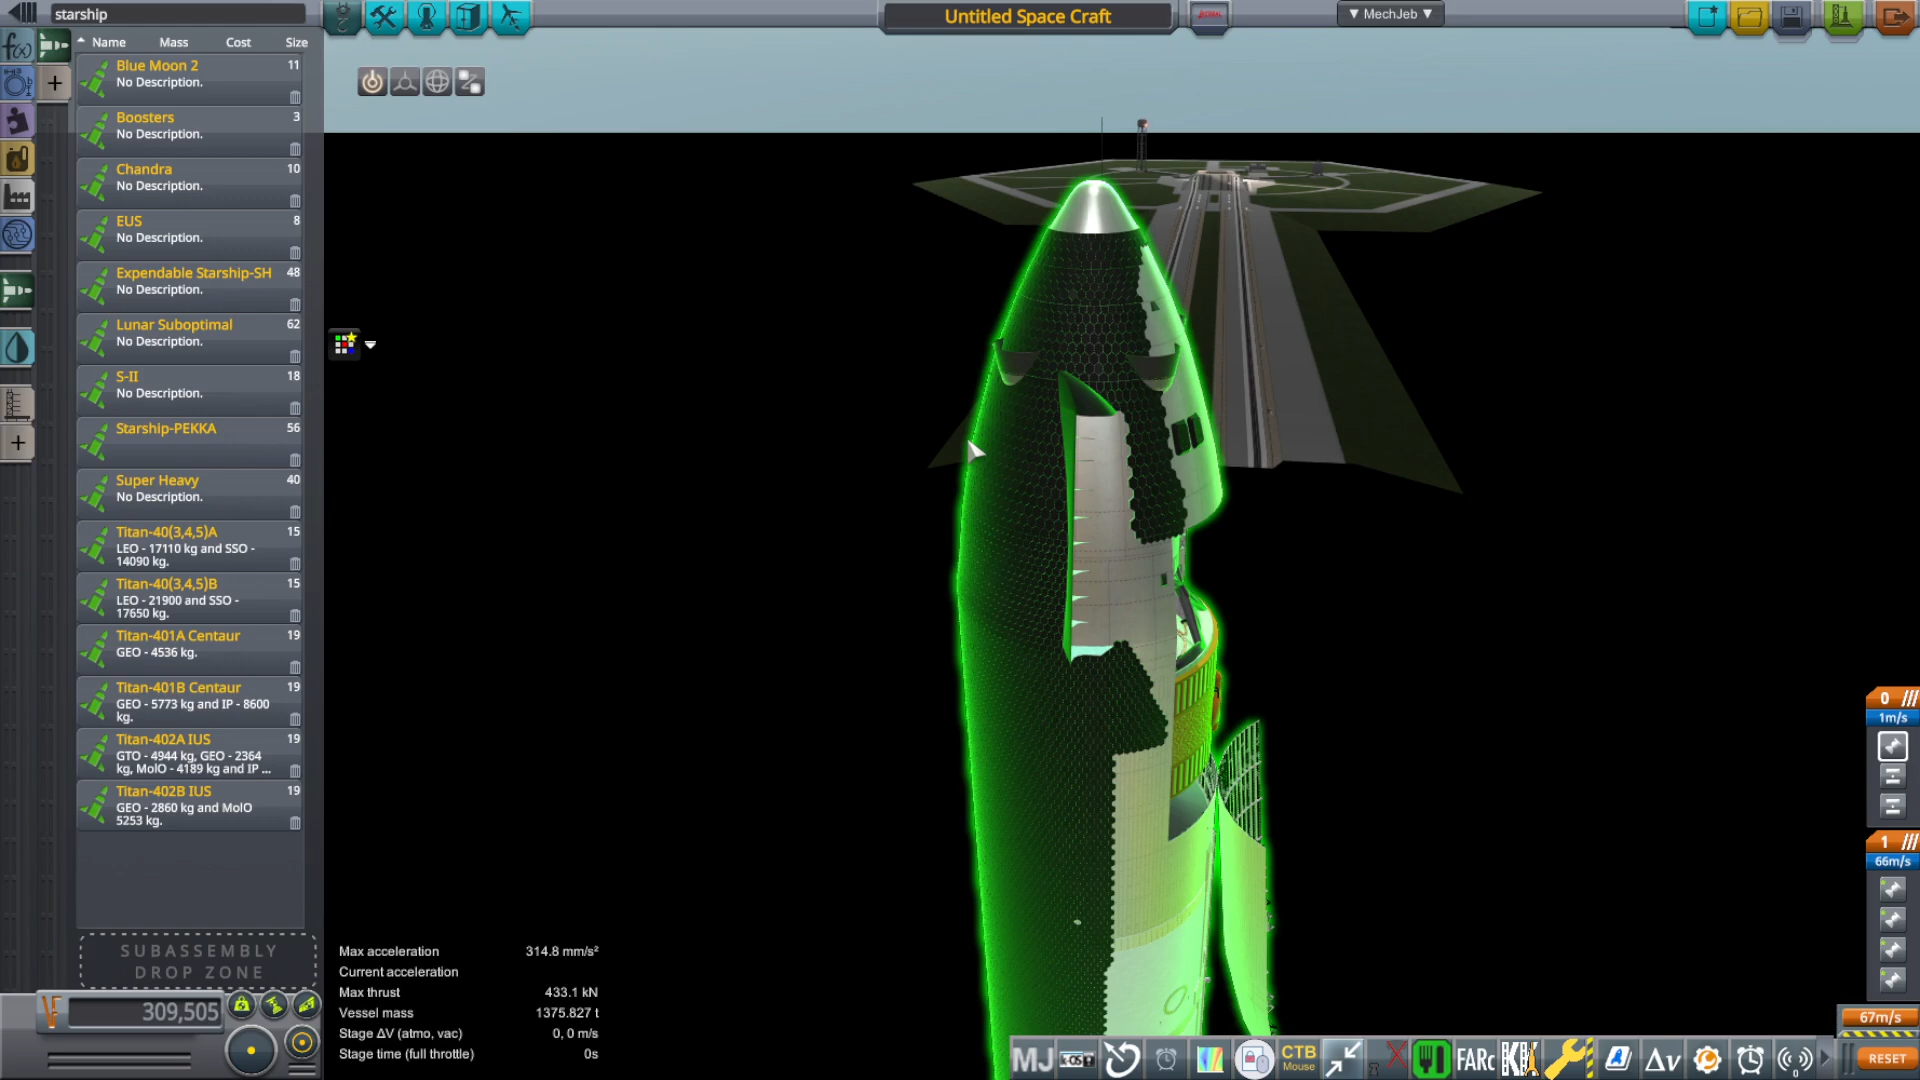 starship
Untitled Space Craft
▼ MechJeb ▼
Name Mass Cost Size
Blue Moon 2 11
No Description.
Boosters 3
No Description.
Chandra 10
No Description.
EUS 8
No Description.
Expendable Starship-SH 48
No Description.
Lunar Suboptimal 62
No Description.
S-II 18
No Description.
Starship-PEKKA 56
Super Heavy 40
No Description.
Titan-40(3,4,5)A 15
LEO - 17110 kg and SSO -
14090 kg.
Titan-40(3,4,5)B 15
LEO - 21900 and SSO -
17650 kg.
Titan-401A Centaur 19
GEO - 4536 kg.
Titan-401B Centaur 19
GEO - 5773 kg and IP - 8600
kg.
Titan-402A IUS 19
GTO - 4944 kg, GEO - 2364
kg, MolO - 4189 kg and IP ...
Titan-402B IUS 19
GEO - 2860 kg and MolO
5253 kg.
SUBASSEMBLY
DROP ZONE
309,505
Max acceleration 314.8 mm/s²
Current acceleration
Max thrust 433.1 kN
Vessel mass 1375.827 t
Stage ΔV (atmo, vac) 0, 0 m/s
Stage time (full throttle) 0s
0
1m/s
1
66m/s
67m/s
RESET
MJ
kOS
CTB
Mouse
FARc
Δv